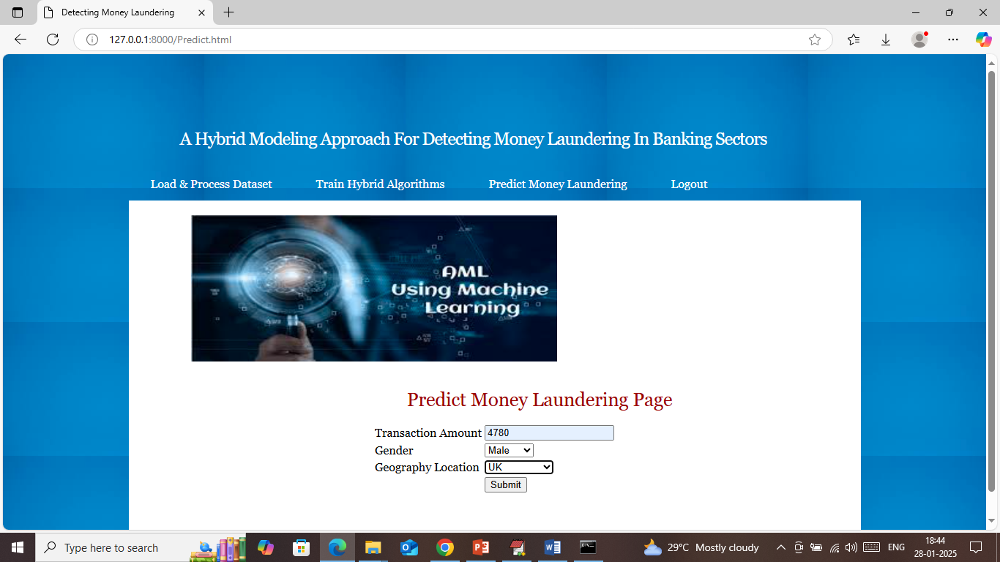 Detecting Money Laundering
127.0.0.1:8000/Predict.html
A Hybrid Modeling Approach For Detecting Money Laundering In Banking Sectors
Load & Process Dataset Train Hybrid Algorithms Predict Money Laundering Logout
AML
Using Machine
Learning
Predict Money Laundering Page
Transaction Amount 4780
Gender Male
Geography Location UK
Submit
Type here to search 29°C Mostly cloudy ENG 18:44
28-01-2025